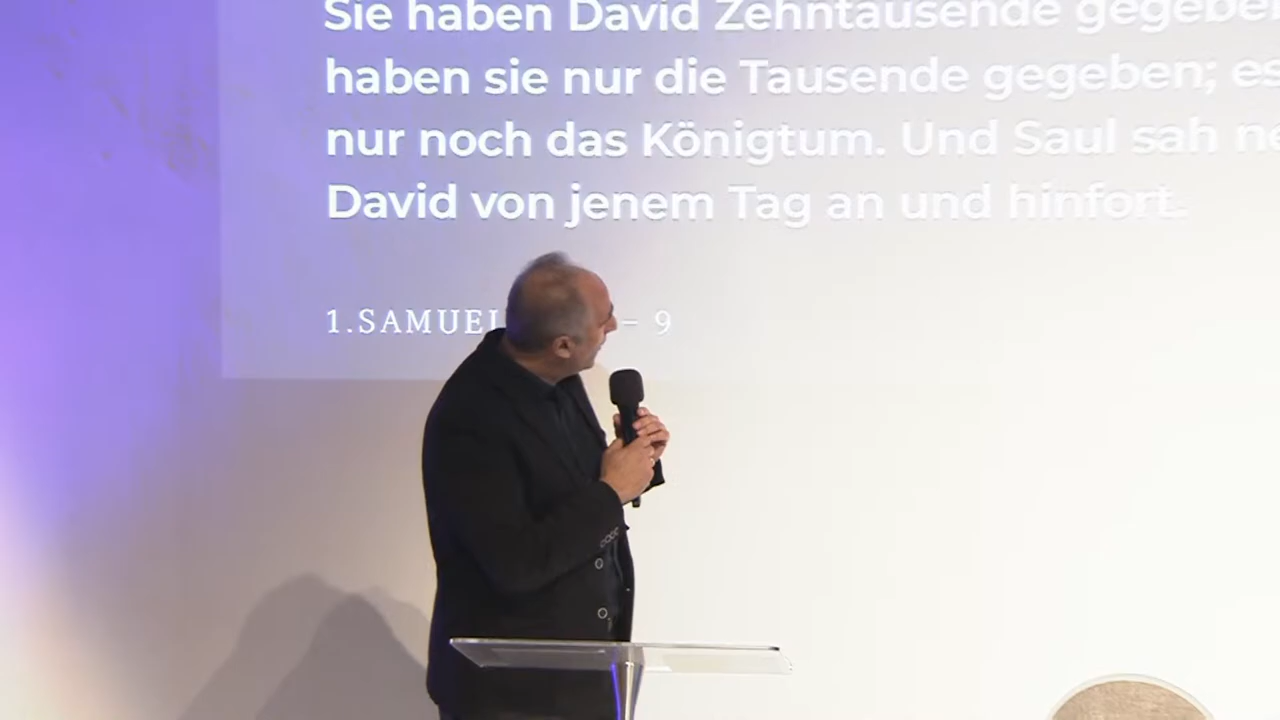 Sie haben David Zehntausende gegeben
haben sie nur die Tausende gegeben; es
nur noch das Königtum. Und Saul sah
David von jenem Tag an und hinfort.
1.SAMUEL – 9